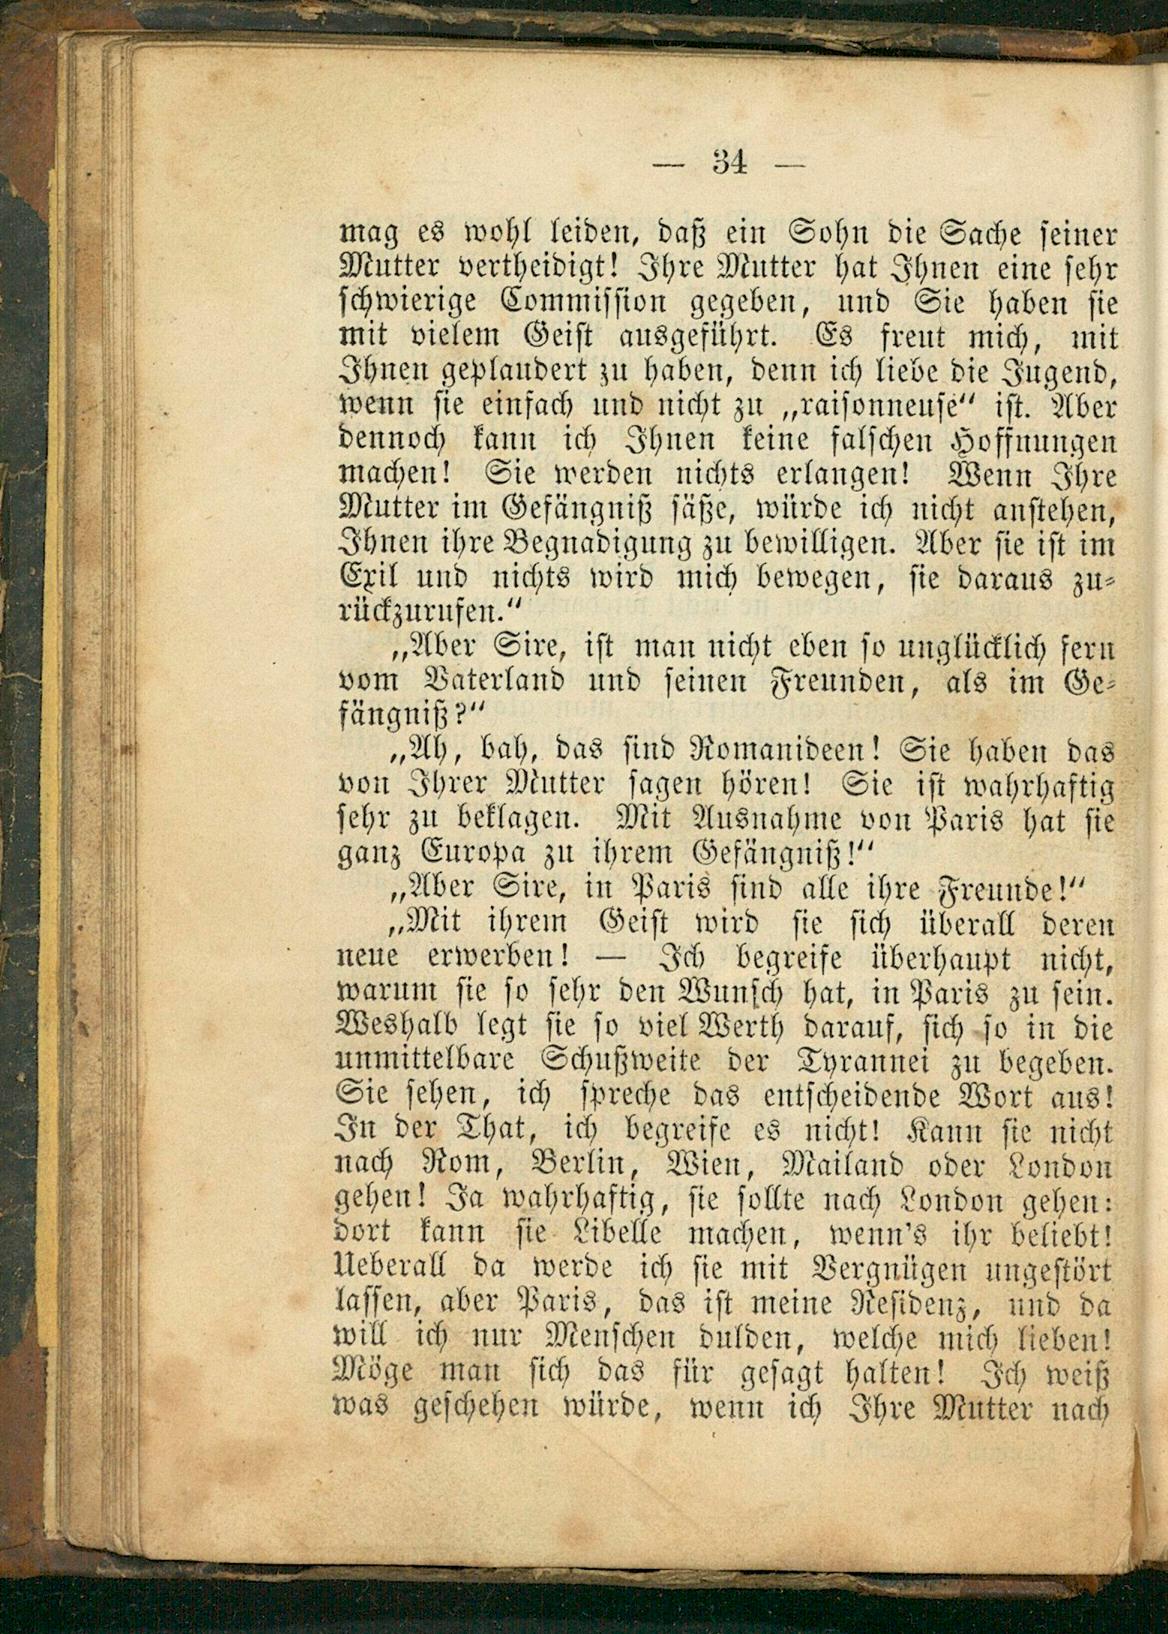 — 34 —
mag es wohl leiden, daß ein Sohn die Sache seiner
Mutter vertheidigt! Ihre Mutter hat Ihnen eine sehr
schwierige Commission gegeben, und Sie haben sie
mit vielem Geist ausgeführt. Es freut mich, mit
Ihnen geplaudert zu haben, denn ich liebe die Jugend,
wenn sie einfach und nicht zu „raisonneuse“ ist. Aber
dennoch kann ich Ihnen keine falschen Hoffnungen
machen! Sie werden nichts erlangen! Wenn Ihre
Mutter im Gefängniß säße, würde ich nicht anstehen,
Ihnen ihre Begnadigung zu bewilligen. Aber sie ist im
Exil und nichts wird mich bewegen, sie daraus zu-
rückzurufen.“
„Aber Sire, ist man nicht eben so unglücklich fern
vom Vaterland und seinen Freunden, als im Ge-
fängniß?“
„Ah, bah, das sind Romanideen! Sie haben das
von Ihrer Mutter sagen hören! Sie ist wahrhaftig
sehr zu beklagen. Mit Ausnahme von Paris hat sie
ganz Europa zu ihrem Gefängniß!“
„Aber Sire, in Paris sind alle ihre Freunde!“
„Mit ihrem Geist wird sie sich überall deren
neue erwerben! — Ich begreife überhaupt nicht,
warum sie so sehr den Wunsch hat, in Paris zu sein.
Weshalb legt sie so viel Werth darauf, sich so in die
unmittelbare Schußweite der Tyrannei zu begeben.
Sie sehen, ich spreche das entscheidende Wort aus!
In der That, ich begreife es nicht! Kann sie nicht
nach Rom, Berlin, Wien, Mailand oder London
gehen! Ja wahrhaftig, sie sollte nach London gehen:
dort kann sie Libelle machen, wenn's ihr beliebt!
Ueberall da werde ich sie mit Vergnügen ungestört
lassen, aber Paris, das ist meine Residenz, und da
will ich nur Menschen dulden, welche mich lieben!
Möge man sich das für gesagt halten! Ich weiß
was geschehen würde, wenn ich Ihre Mutter nach